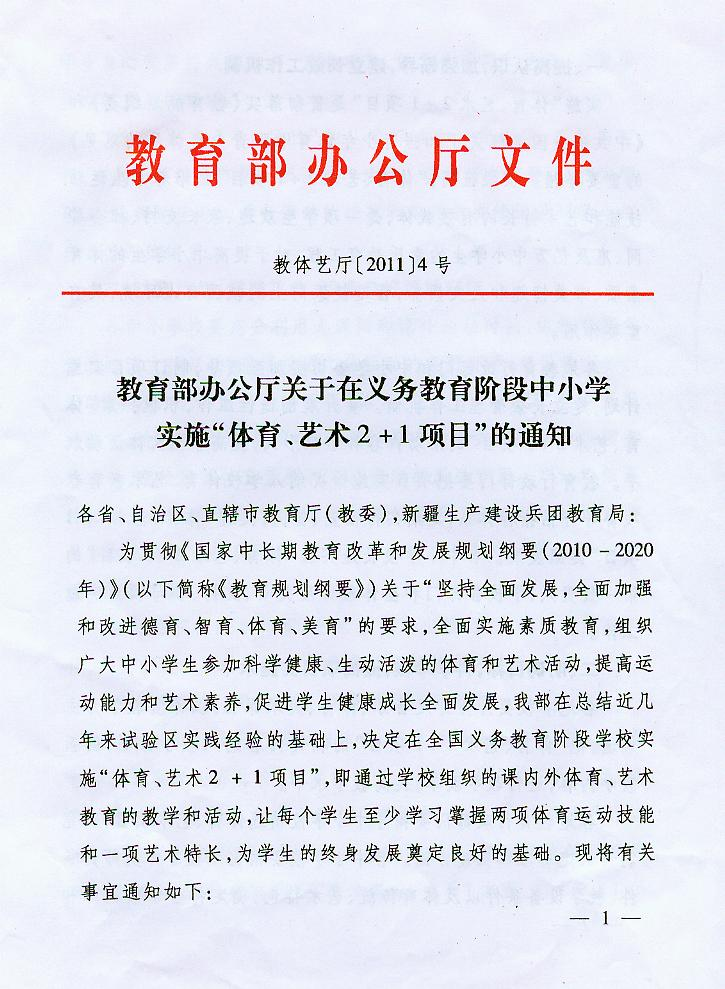 教育部办公厅文件
教体艺厅〔2011〕4号
教育部办公厅关于在义务教育阶段中小学
实施“体育、艺术2+1项目”的通知
各省、自治区、直辖市教育厅(教委),新疆生产建设兵团教育局:
为贯彻《国家中长期教育改革和发展规划纲要(2010-2020
年)》(以下简称《教育规划纲要》)关于“坚持全面发展,全面加强
和改进德育、智育、体育、美育”的要求,全面实施素质教育,组织
广大中小学生参加科学健康、生动活泼的体育和艺术活动,提高运
动能力和艺术素养,促进学生健康成长全面发展,我部在总结近几
年来试验区实践经验的基础上,决定在全国义务教育阶段学校实
施“体育、艺术2 + 1项目”,即通过学校组织的课内外体育、艺术
教育的教学和活动,让每个学生至少学习掌握两项体育运动技能
和一项艺术特长,为学生的终身发展奠定良好的基础。现将有关
事宜通知如下:
— 1 —